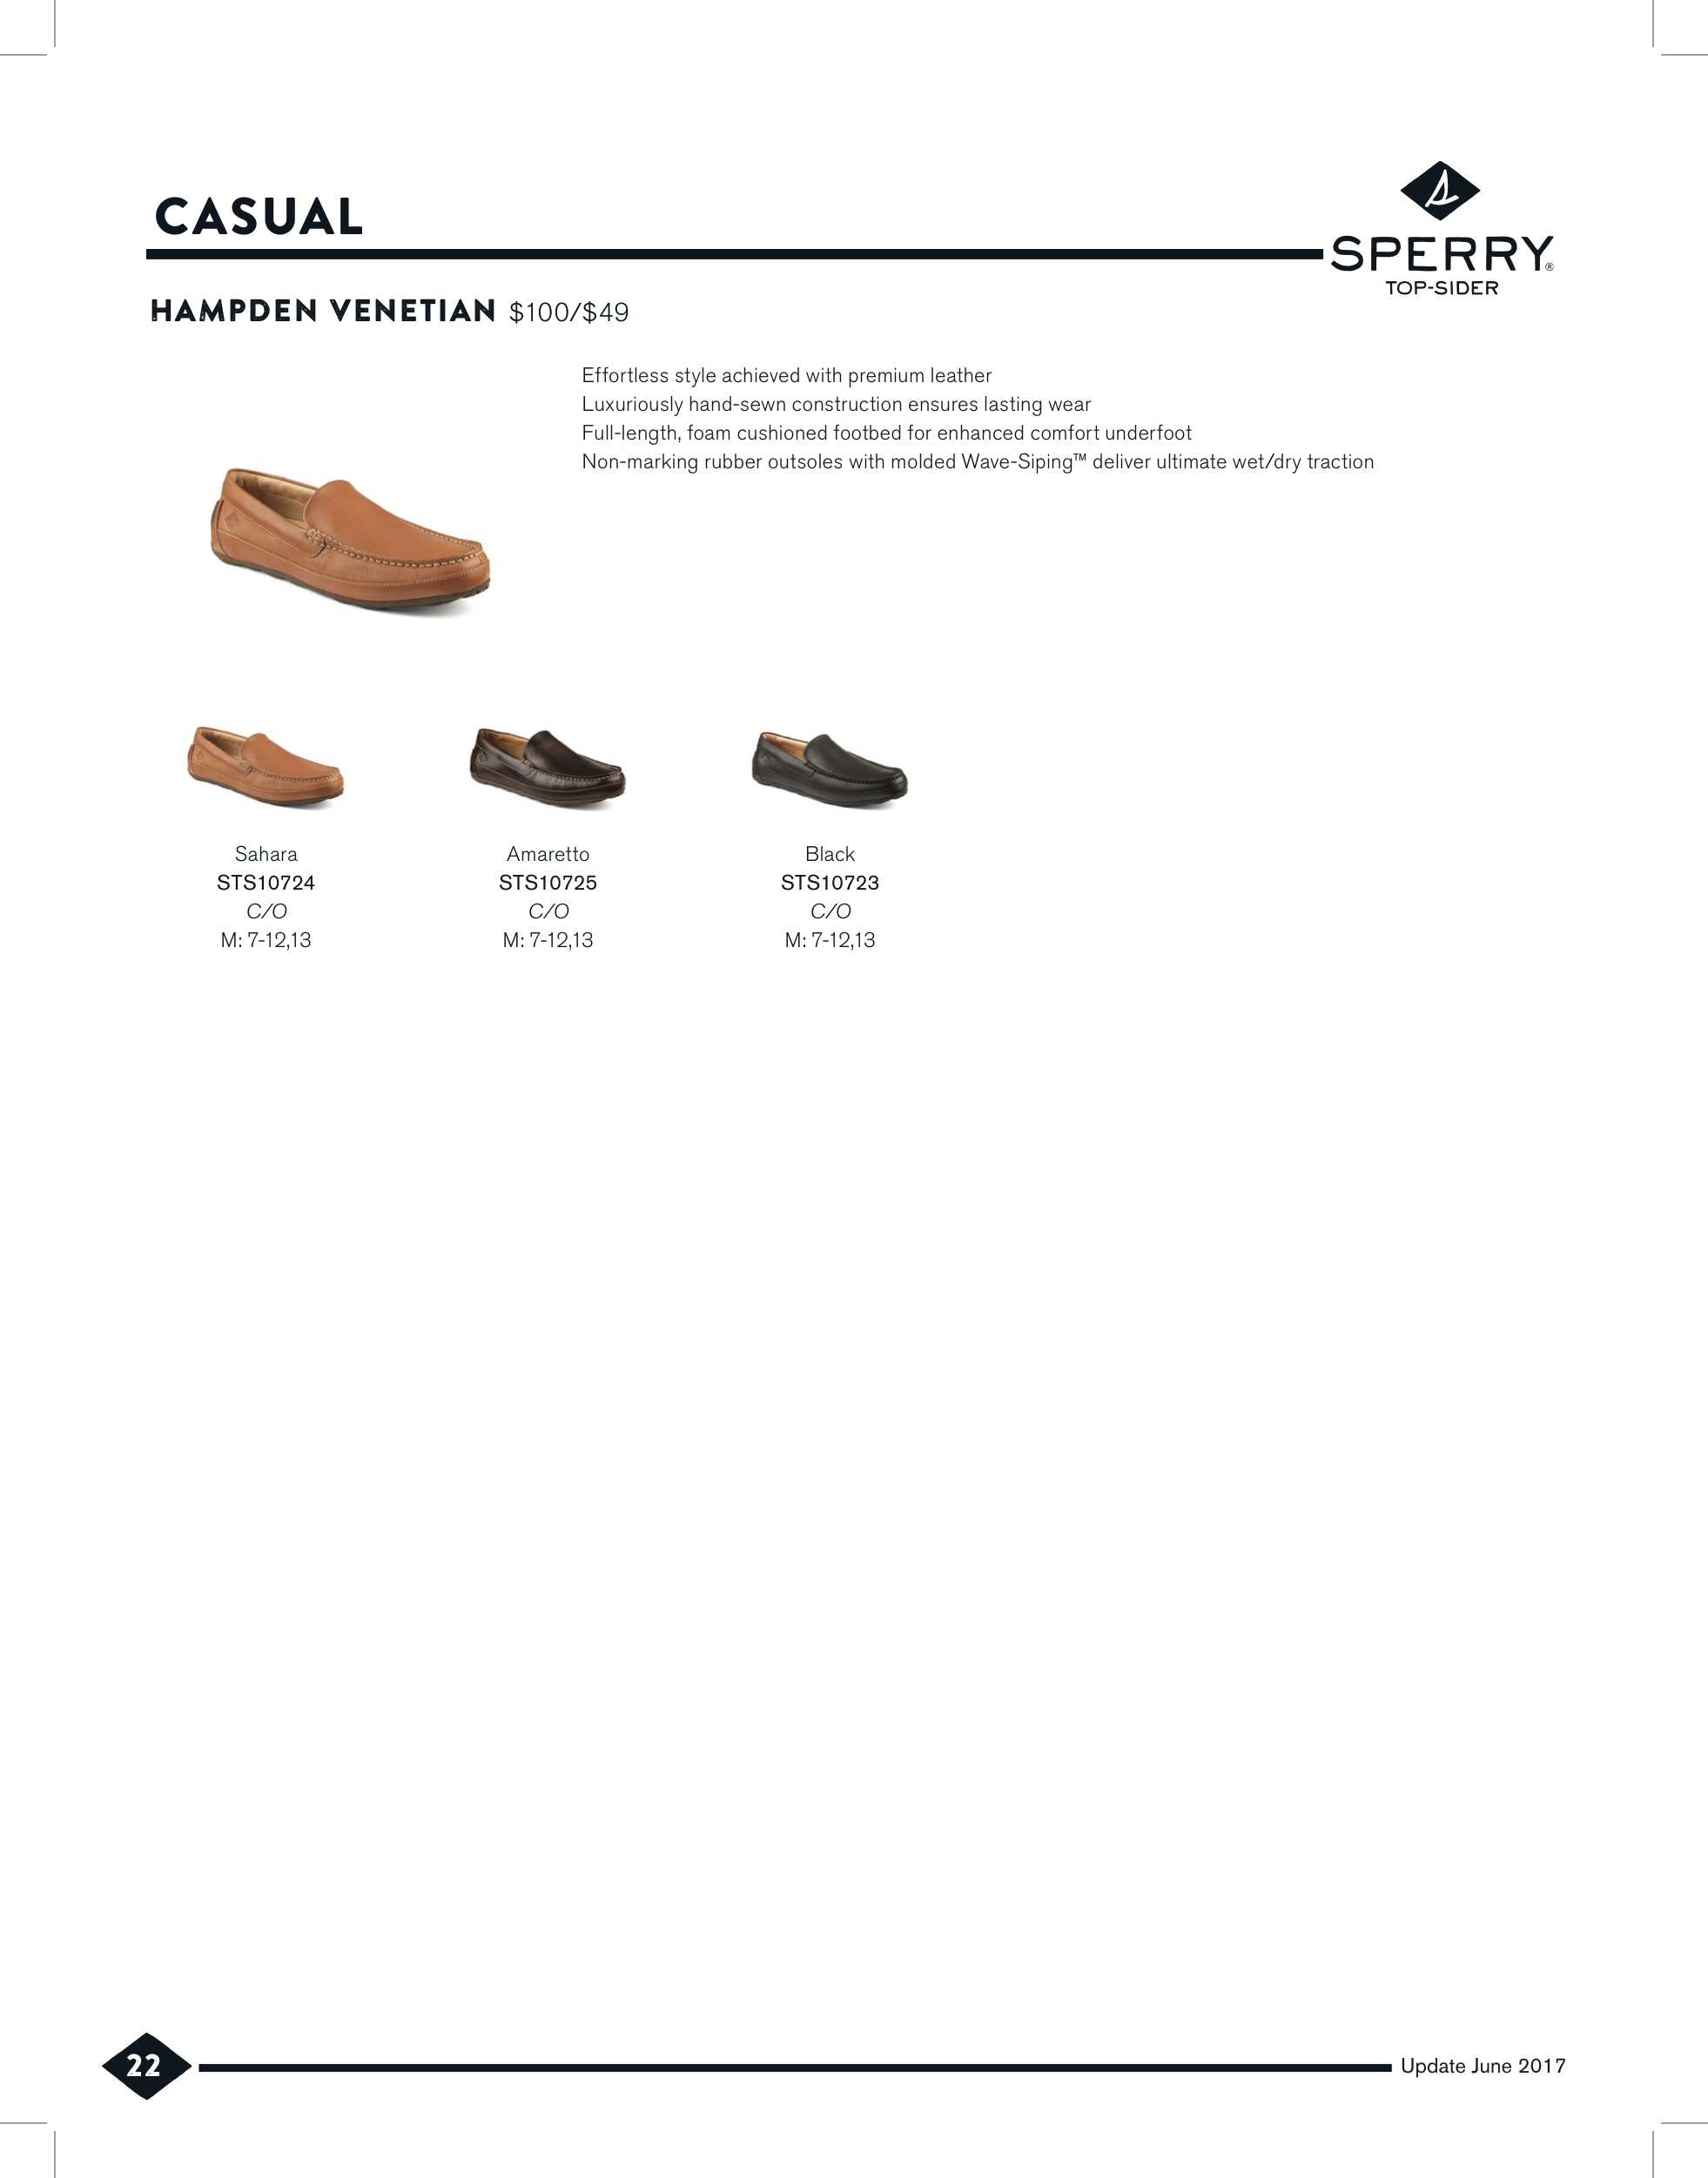 CASUAL
SPERRY®
TOP-SIDER
HAMPDEN VENETIAN $100/$49
Effortless style achieved with premium leather
Luxuriously hand-sewn construction ensures lasting wear
Full-length, foam cushioned footbed for enhanced comfort underfoot
Non-marking rubber outsoles with molded Wave-Siping™ deliver ultimate wet/dry traction
Sahara
STS10724
C/O
M: 7-12,13
Amaretto
STS10725
C/O
M: 7-12,13
Black
STS10723
C/O
M: 7-12,13
22
Update June 2017